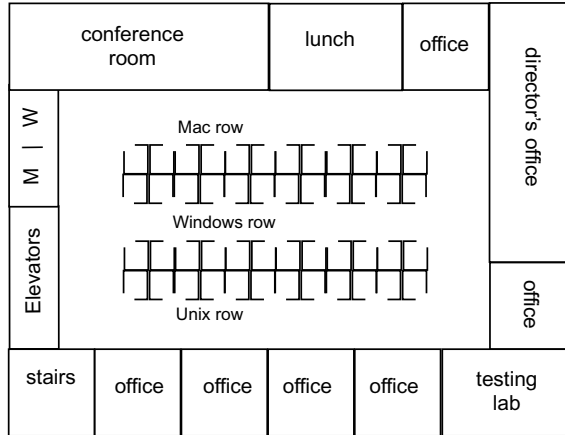 conference
room
lunch
office
director's office
M | W
Mac row
Windows row
Elevators
office
Unix row
stairs
office
office
office
office
testing
lab